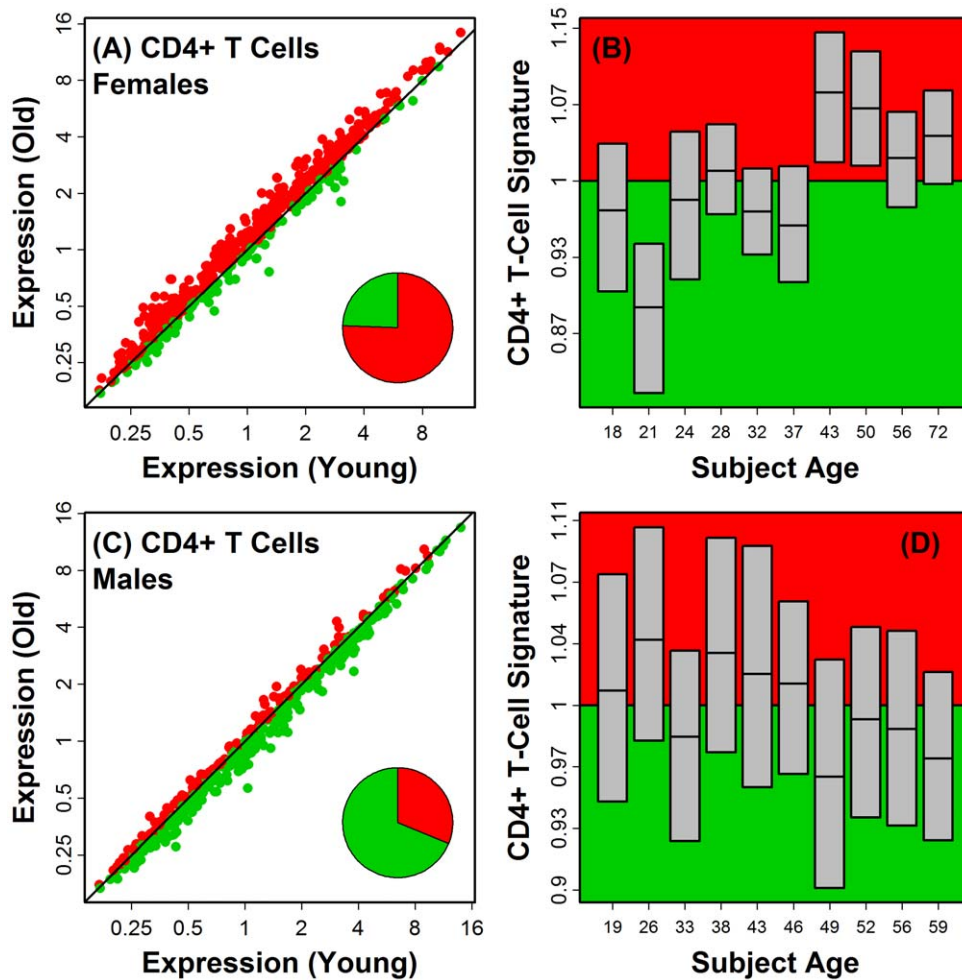 (A) CD4+ T Cells
Females
Expression (Old)
16
8
4
2
1
0.5
0.25
0.25 0.5 1 2 4 8
Expression (Young)
(B)
CD4+ T-Cell Signature
1.15
1.07
1
0.93
0.87
18 21 24 28 32 37 43 50 56 72
Subject Age
(C) CD4+ T Cells
Males
Expression (Old)
16
8
4
2
1
0.5
0.25
0.25 0.5 1 2 4 8 16
Expression (Young)
(D)
CD4+ T-Cell Signature
1.11
1.07
1.04
1
0.97
0.93
0.9
19 26 33 38 43 46 49 52 56 59
Subject Age